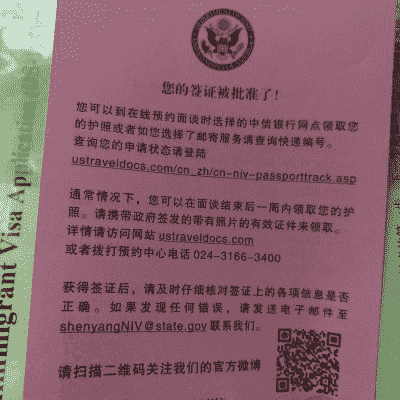 您的签证被批准了！
您可以到在线预约面谈时选择的中信银行网点领取您
的护照或者如您选择了邮寄服务请查询快递编号。
查询您的申请状态请登陆
ustraveldocs.com/cn_zh/cn-niv-passporttrack.asp
通常情况下，您可以在面谈结束后一周内领取您的护
照。请携带政府签发的带有照片的有效证件来领取。
详情请访问网站 ustraveldocs.com
或者拨打预约中心电话 024-3166-3400
获得签证后，请及时仔细核对签证上的各项信息是否
正确。如果发现任何错误，请发送电子邮件至
shenyangNIV@state.gov 联系我们。
请扫描二维码关注我们的官方微博
mmigrant Visa Application